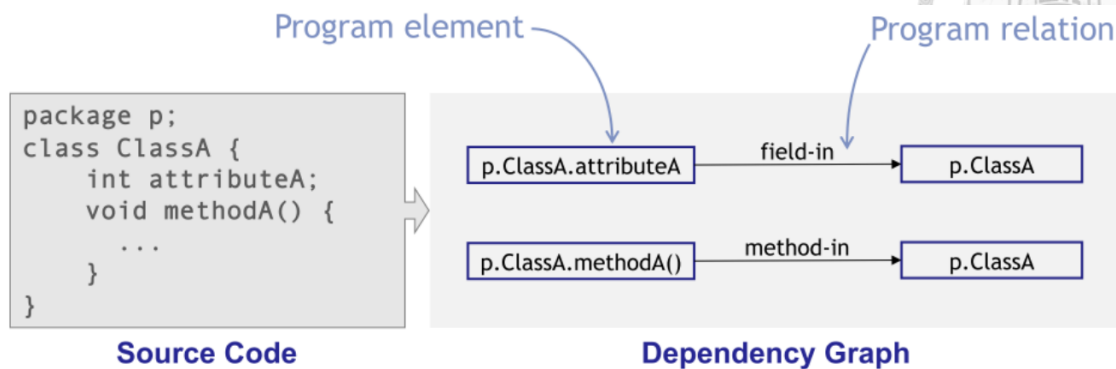 Program element
Program relation
package p;
class ClassA {
    int attributeA;
    void methodA() {
      ...
    }
}
p.ClassA.attributeA
field-in
p.ClassA
p.ClassA.methodA()
method-in
p.ClassA
Source Code
Dependency Graph